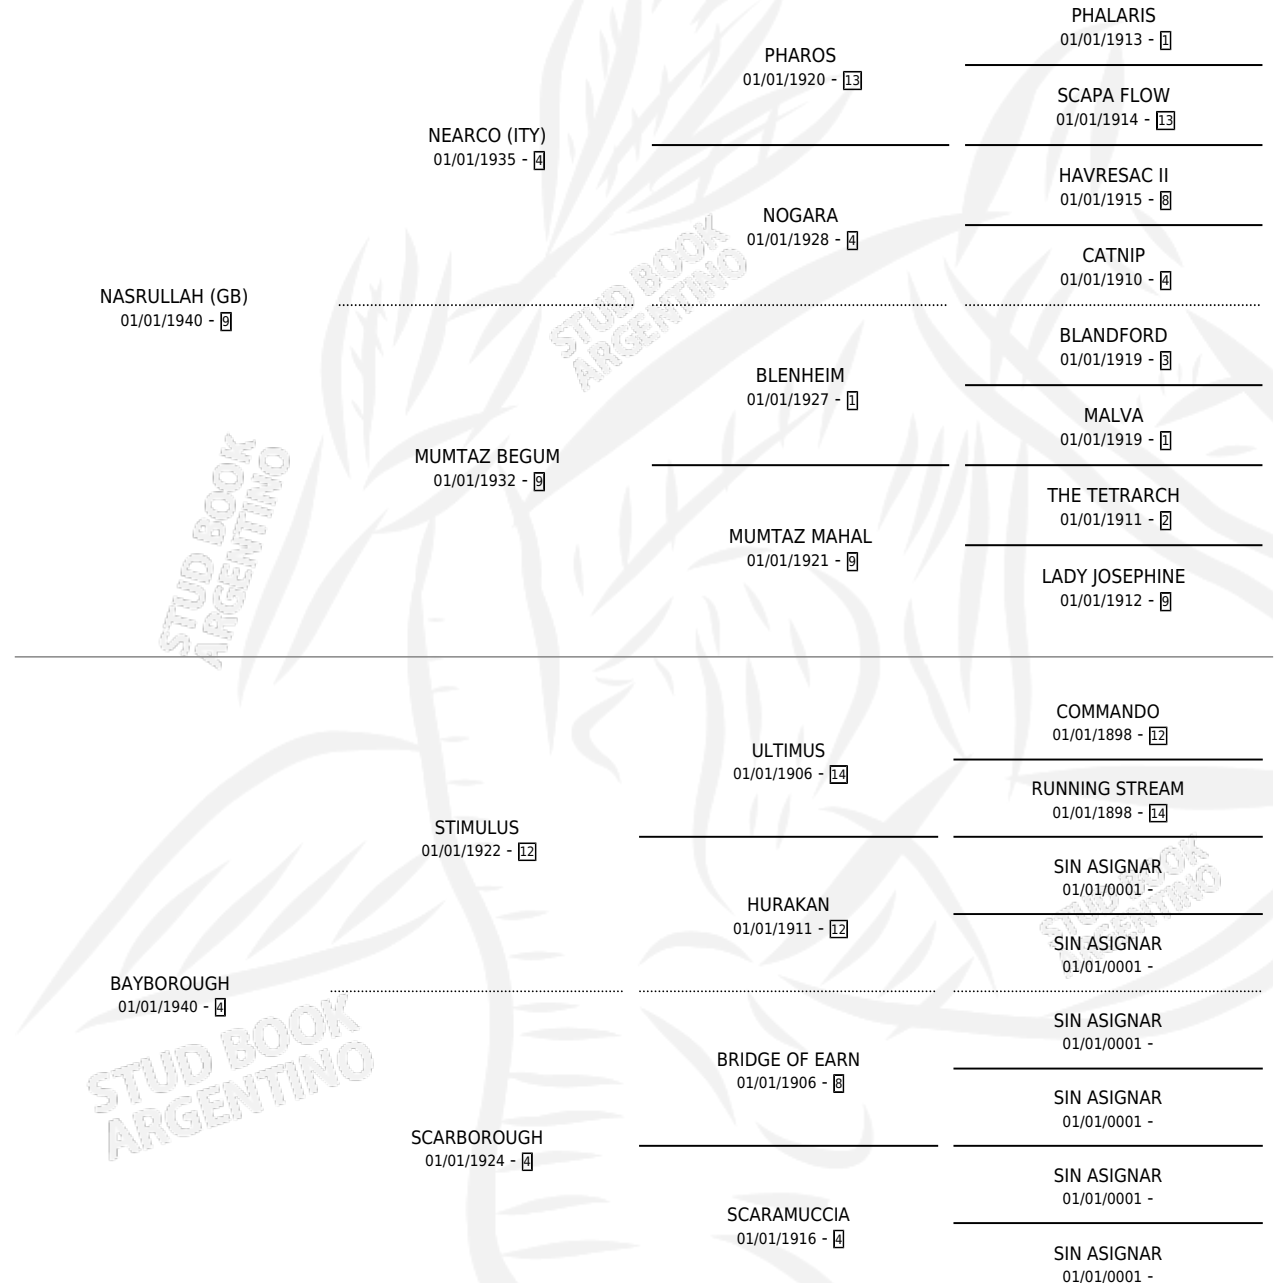 PHALARIS
01/01/1913 - 1
PHAROS
01/01/1920 - 13
SCAPA FLOW
01/01/1914 - 13
NEARCO (ITY)
01/01/1935 - 4
HAVRESAC II
01/01/1915 - 8
NOGARA
01/01/1928 - 4
CATNIP
01/01/1910 - 4
NASRULLAH (GB)
01/01/1940 - 9
BLANDFORD
01/01/1919 - 3
BLENHEIM
01/01/1927 - 1
MALVA
01/01/1919 - 1
MUMTAZ BEGUM
01/01/1932 - 9
THE TETRARCH
01/01/1911 - 2
MUMTAZ MAHAL
01/01/1921 - 9
LADY JOSEPHINE
01/01/1912 - 9
COMMANDO
01/01/1898 - 12
ULTIMUS
01/01/1906 - 14
RUNNING STREAM
01/01/1898 - 14
STIMULUS
01/01/1922 - 12
SIN ASIGNAR
01/01/0001 -
HURAKAN
01/01/1911 - 12
SIN ASIGNAR
01/01/0001 -
BAYBOROUGH
01/01/1940 - 4
SIN ASIGNAR
01/01/0001 -
BRIDGE OF EARN
01/01/1906 - 8
SIN ASIGNAR
01/01/0001 -
SCARBOROUGH
01/01/1924 - 4
SIN ASIGNAR
01/01/0001 -
SCARAMUCCIA
01/01/1916 - 4
SIN ASIGNAR
01/01/0001 -
STUD BOOK
ARGENTINO
STUD BOOK
ARGENTINO
STUD BOOK
ARGENTINO
STUD BOOK
ARGENTINO